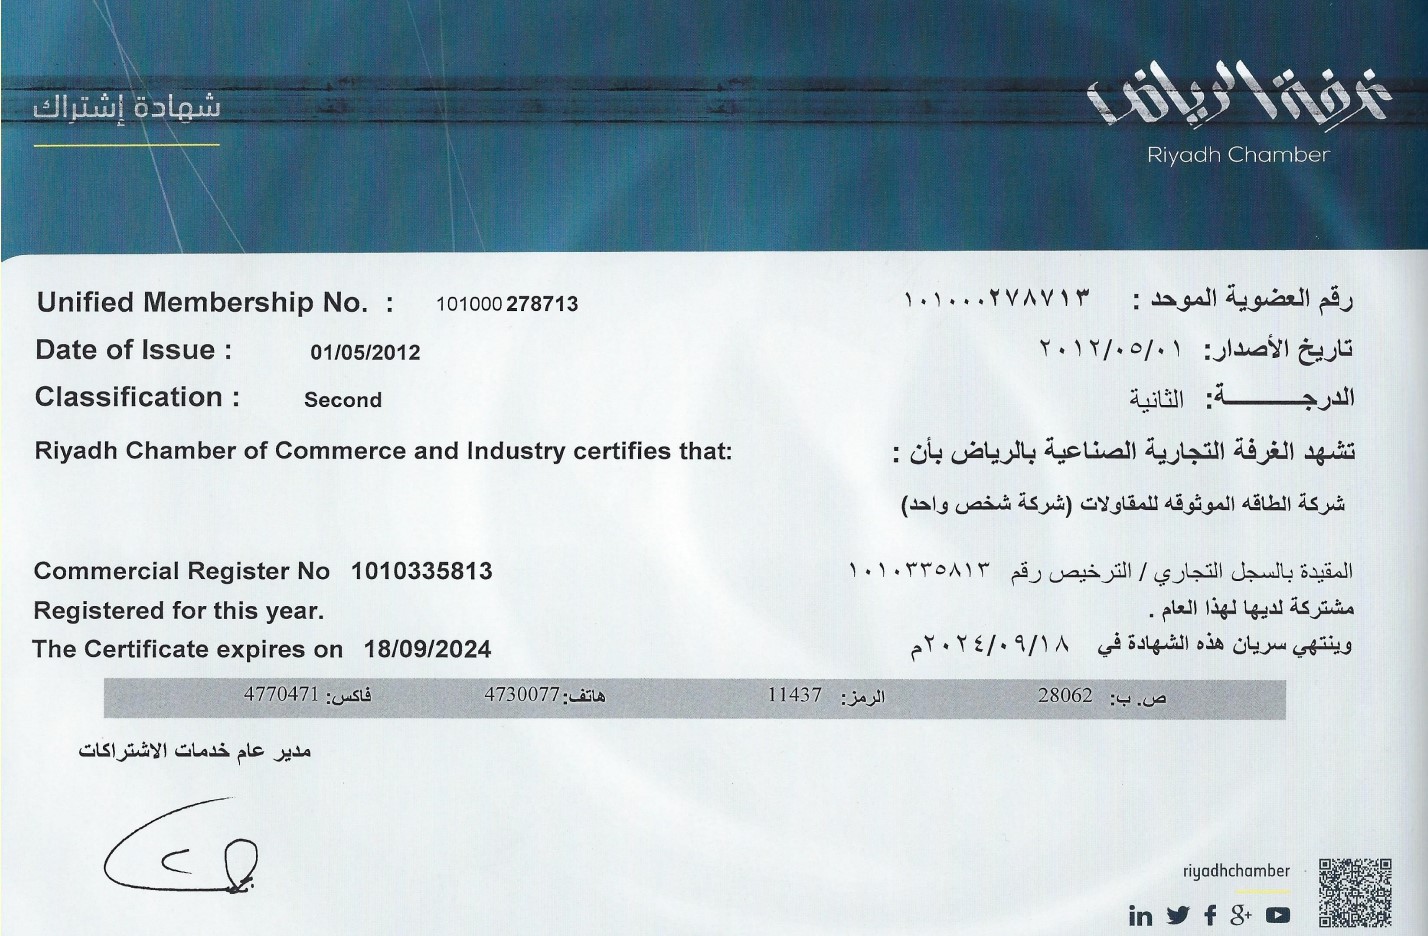 شهادة إشتراك
غرفة الرياض
Riyadh Chamber
Unified Membership No. : 101000278713
رقم العضوية الموحد : ١٠١٠٠٠٢٧٨٧١٣
Date of Issue : 01/05/2012
تاريخ الأصدار: ٢٠١٢/٠٥/٠١
Classification : Second
الدرجـــــــة: الثانية
Riyadh Chamber of Commerce and Industry certifies that:
تشهد الغرفة التجارية الصناعية بالرياض بأن :
شركة الطاقه الموثوقه للمقاولات (شركة شخص واحد)
Commercial Register No 1010335813
المقيدة بالسجل التجاري / الترخيص رقم ١٠١٠٣٣٥٨١٣
Registered for this year.
مشتركة لديها لهذا العام .
The Certificate expires on 18/09/2024
وينتهي سريان هذه الشهادة في ٢٠٢٤/٠٩/١٨م
ص. ب: 28062 الرمز: 11437 هاتف: 4730077 فاكس: 4770471
مدير عام خدمات الاشتراكات
riyadhchamber